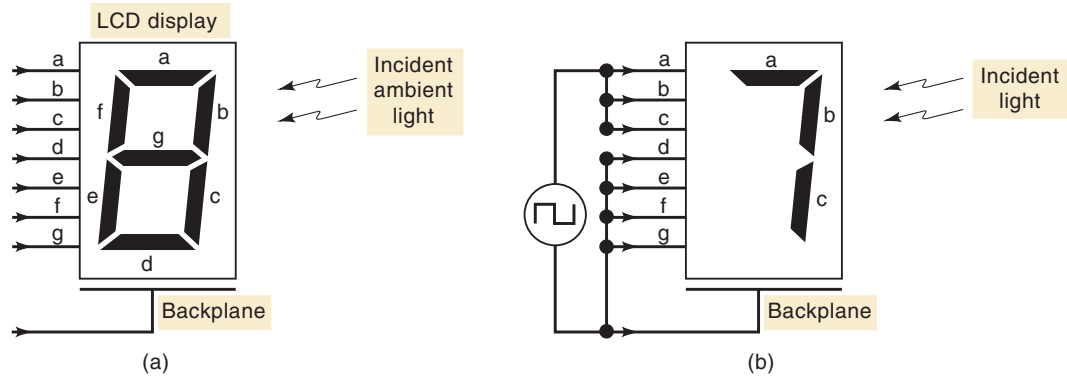 LCD display
a
b
c
d
e
f
g
a
f
b
g
e
c
d
Incident
ambient
light
Backplane
(a)
a
b
c
d
e
f
g
a
b
c
Incident
light
Backplane
(b)